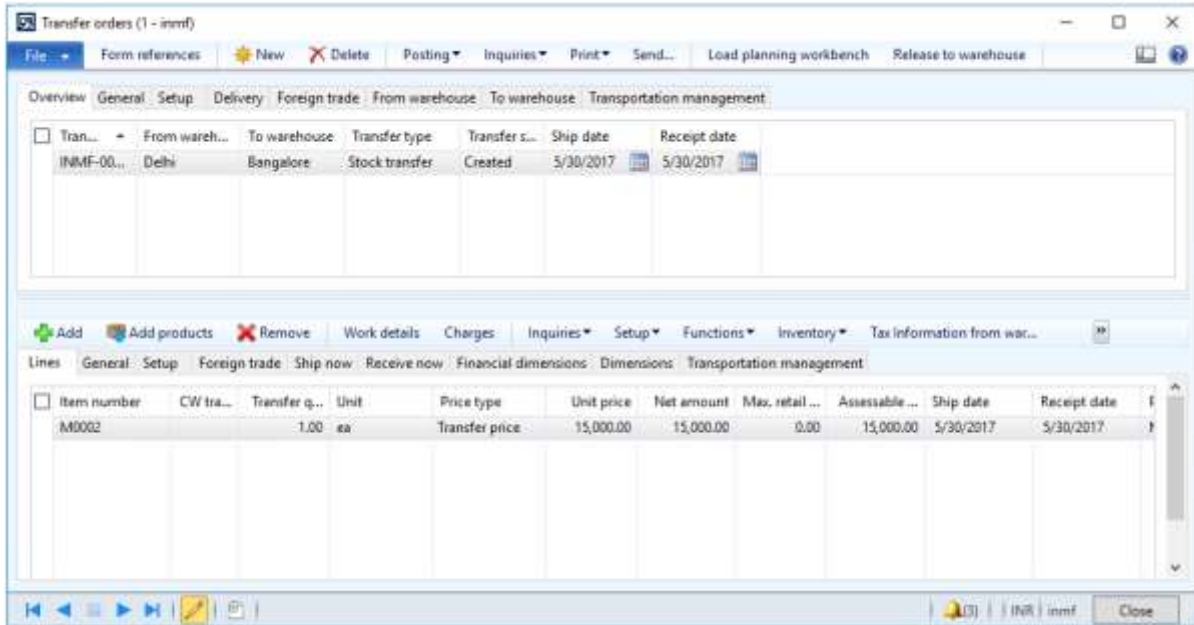 Transfer orders (1 - inmf)
File Form references New Delete Posting Inquiries Print Send... Load planning workbench Release to warehouse
Overview General Setup Delivery Foreign trade From warehouse To warehouse Transportation management
Tran... From wareh... To warehouse Transfer type Transfer s... Ship date Receipt date
INMF-00... Delhi Bangalore Stock transfer Created 5/30/2017 5/30/2017
Add Add products Remove Work details Charges Inquiries Setup Functions Inventory Tax Information from war...
Lines General Setup Foreign trade Ship now Receive now Financial dimensions Dimensions Transportation management
Item number CW tra... Transfer q... Unit Price type Unit price Net amount Max. retail ... Assessable ... Ship date Receipt date
M0002 1.00 ea Transfer price 15,000.00 15,000.00 0.00 15,000.00 5/30/2017 5/30/2017
(3) INR inmf Close